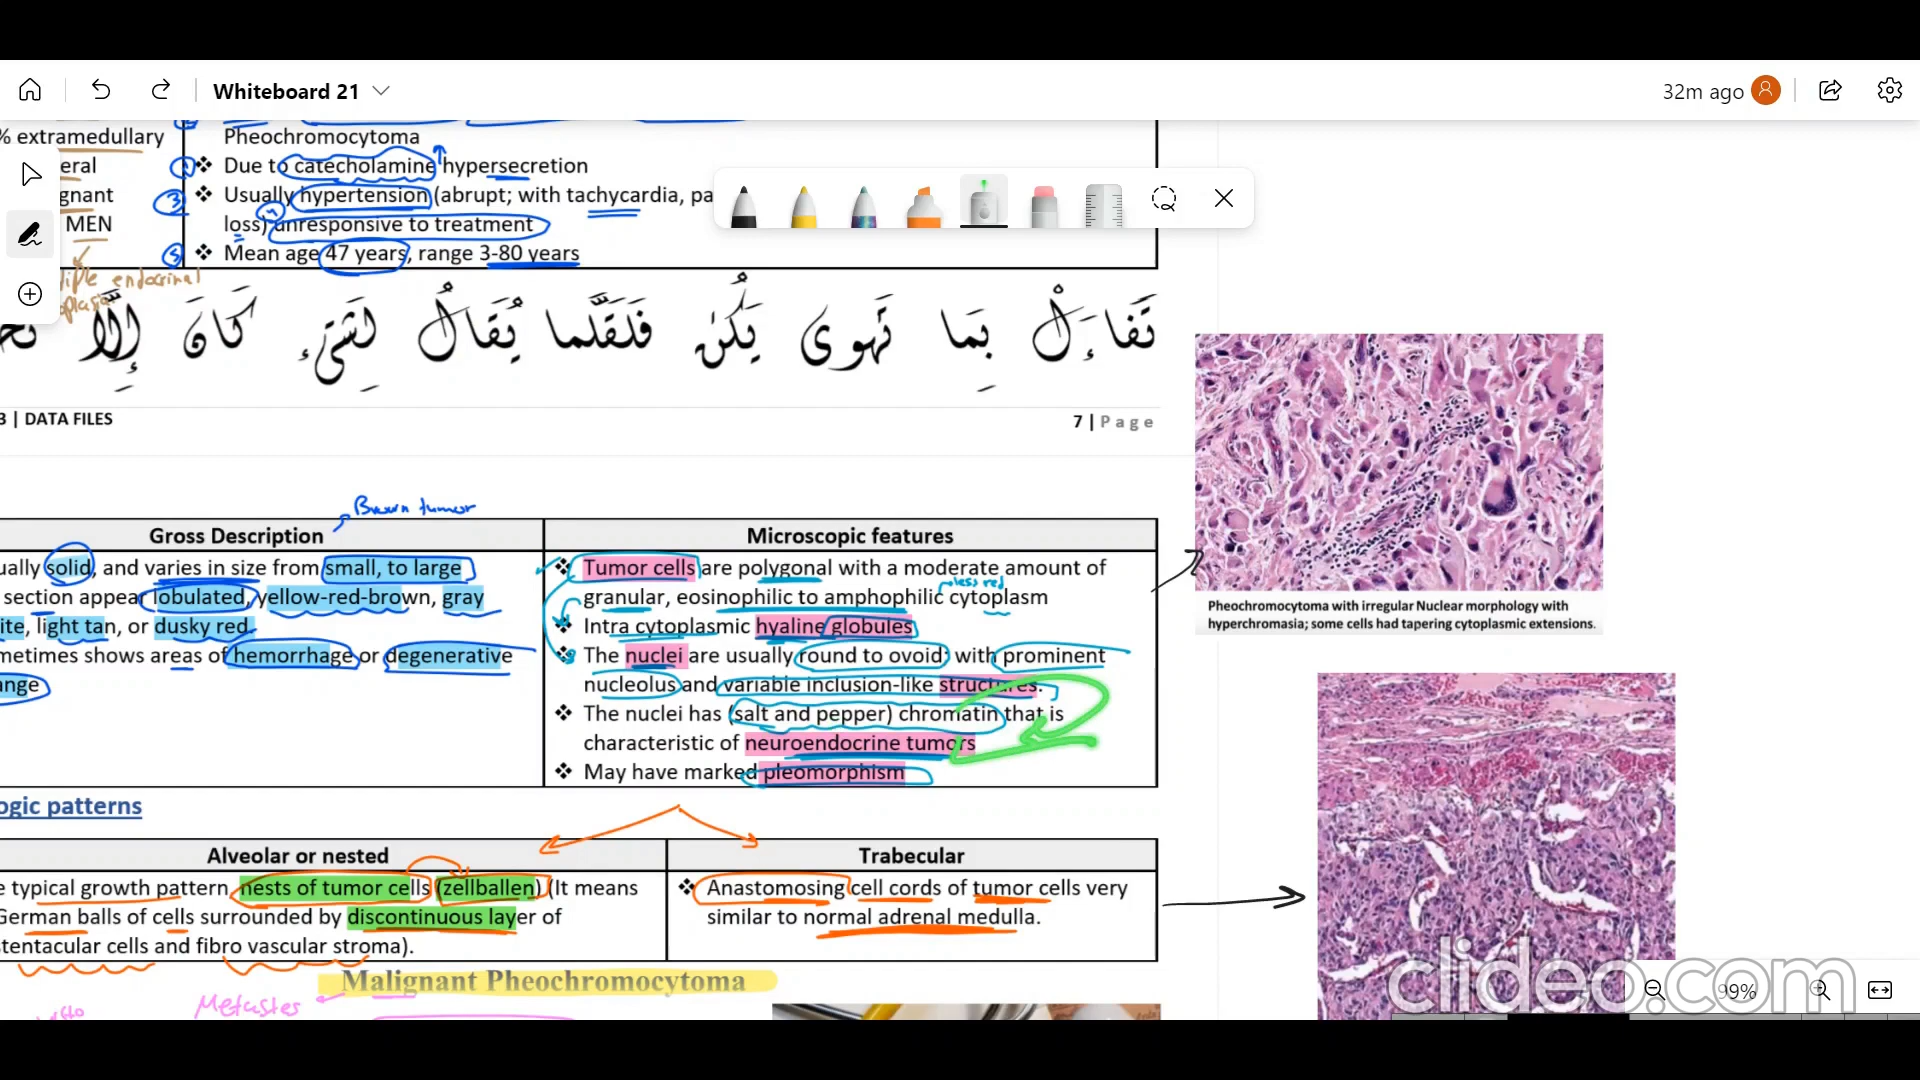 Whiteboard 21
32m ago
% extramedullary
eral
gnant
MEN
endocrinal
Pheochromocytoma
Due to catecholamine hypersecretion
Usually hypertension (abrupt; with tachycardia, pa
loss) unresponsive to treatment
Mean age 47 years, range 3-80 years
تَفَاءَلْ بِمَا تَهوى يَكُنْ فَلَقَلَّما يُقَالُ لِشَيْءٍ كَانَ إِلَّا
3 | DATA FILES
7 | Page
Brown tumor
Gross Description
ually solid, and varies in size from small, to large
section appear lobulated, yellow-red-brown, gray
ite, light tan, or dusky red.
metimes shows areas of hemorrhage or degenerative
ange
Microscopic features
Tumor cells are polygonal with a moderate amount of
less red
granular, eosinophilic to amphophilic cytoplasm
Intra cytoplasmic hyaline globules
The nuclei are usually round to ovoid with prominent
nucleolus and variable inclusion-like structures.
The nuclei has (salt and pepper) chromatin that is
characteristic of neuroendocrine tumors
May have marked pleomorphism
Pheochromocytoma with irregular Nuclear morphology with
hyperchromasia; some cells had tapering cytoplasmic extensions.
ogic patterns
Alveolar or nested
e typical growth pattern nests of tumor cells (zellballen) (It means
German balls of cells surrounded by discontinuous layer of
stentacular cells and fibro vascular stroma).
Trabecular
Anastomosing cell cords of tumor cells very
similar to normal adrenal medulla.
Malignant Pheochromocytoma
Metastes
clideo.com
99%